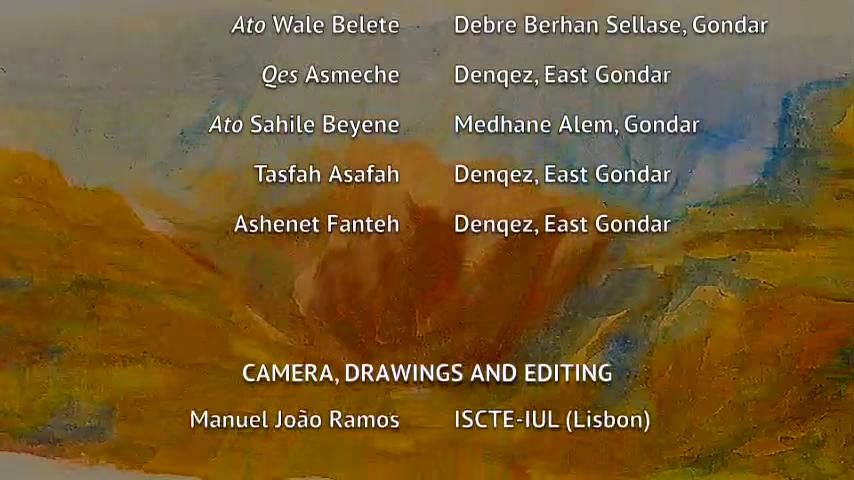 Ato Wale Belete Debre Berhan Sellase, Gondar
Qes Asmeche Denqez, East Gondar
Ato Sahile Beyene Medhane Alem, Gondar
Tasfah Asafah Denqez, East Gondar
Ashenet Fanteh Denqez, East Gondar
CAMERA, DRAWINGS AND EDITING
Manuel João Ramos ISCTE-IUL (Lisbon)